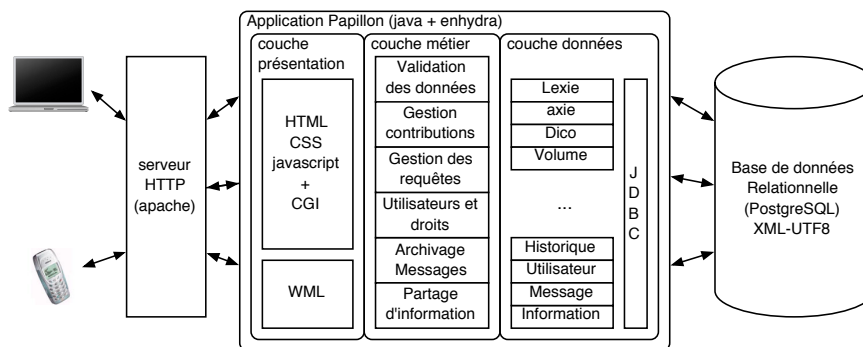 Application Papillon (java + enhydra)
couche
présentation
couche métier
couche données
serveur
HTTP
(apache)
HTML
CSS
javascript
+
CGI
WML
Validation
des données
Gestion
contributions
Gestion des
requêtes
Utilisateurs et
droits
Archivage
Messages
Partage
d'information
Lexie
axie
Dico
Volume
...
Historique
Utilisateur
Message
Information
J
D
B
C
Base de données
Relationnelle
(PostgreSQL)
XML-UTF8